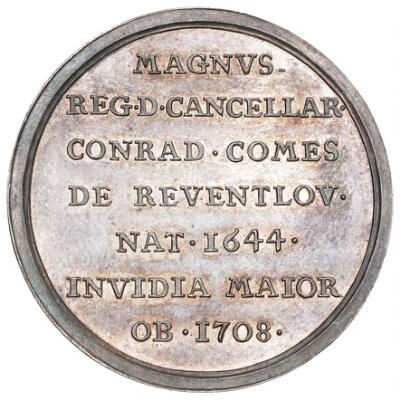 MAGNVS·
REG·D·CANCELLAR·
CONRAD·COMES
DE REVENTLOV·
NAT·1644·
INVIDIA MAIOR
OB·1708·